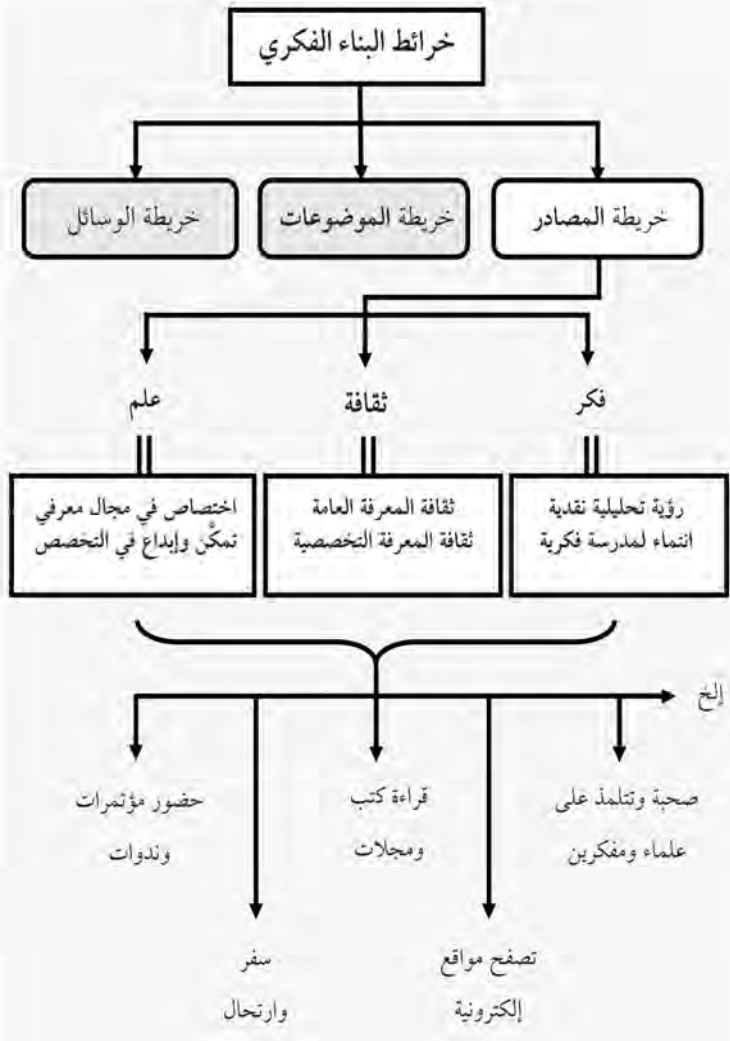 خرائط البناء الفكري
خريطة المصادر
خريطة الموضوعات
خريطة الوسائل
فكر
ثقافة
علم
رؤية تحليلية نقدية
انتماء لمدرسة فكرية
ثقافة المعرفة العامة
ثقافة المعرفة التخصصية
اختصاص في مجال معرفي
تمكَّن وإبداع في التخصص
إلخ
صحبة وتتلمذ على
علماء ومفكرين
قراءة كتب
ومجلات
حضور مؤتمرات
وندوات
تصفح مواقع
إلكترونية
سفر
وارتحال